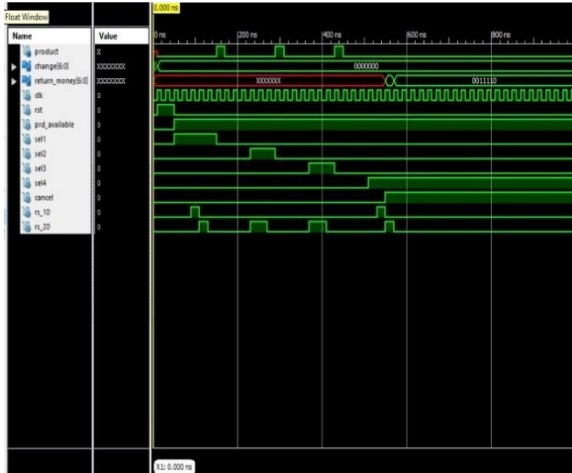 Float Window
0.000 ns
Name Value 0 ns 200 ns 400 ns 600 ns 800 ns
product X
change[6:0] XXXXXXX 0000000
return_money[6:0] XXXXXXX XXXXXXX 0011110
clk 0
rst 0
prd_available 0
sel1 0
sel2 0
sel3 0
sel4 0
cancel 0
rs_10 0
rs_20 0
X1: 0.000 ns